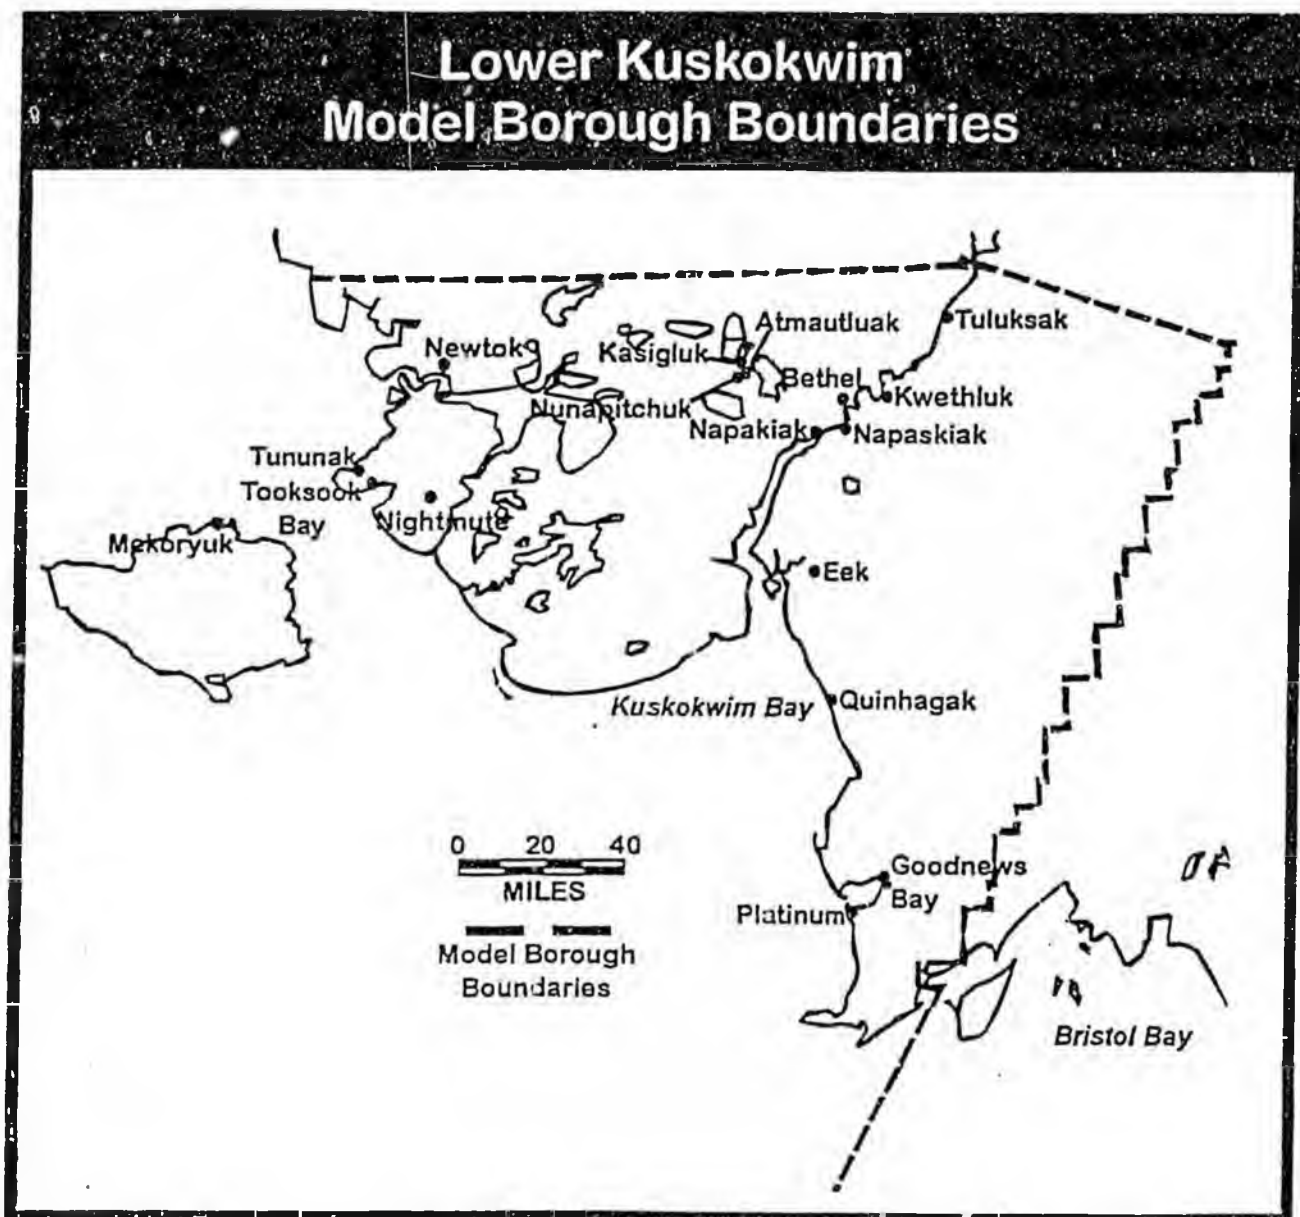 Lower Kuskokwim
Model Borough Boundaries
Atmautluak
Tuluksak
Newtok
Kasigluk
Bethel
Kwethluk
Nunapitchuk
Napakiak
Napaskiak
Tununak
Tooksook
Bay
Nightmute
Mekoryuk
Eek
Kuskokwim Bay
Quinhagak
0 20 40
MILES
Goodnews
Bay
Platinum
Model Borough
Boundaries
Bristol Bay